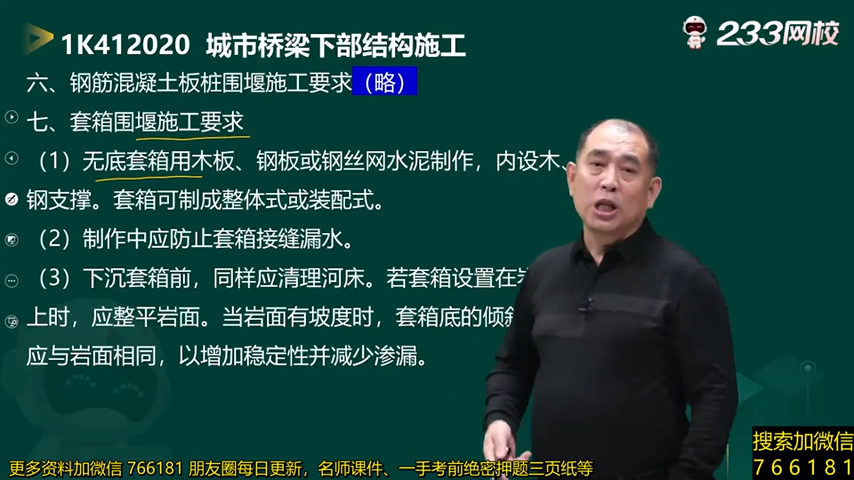 1K412020 城市桥梁下部结构施工
233网校
六、钢筋混凝土板桩围堰施工要求（略）
七、套箱围堰施工要求
（1）无底套箱用木板、钢板或钢丝网水泥制作，内设木、
钢支撑。套箱可制成整体式或装配式。
（2）制作中应防止套箱接缝漏水。
（3）下沉套箱前，同样应清理河床。若套箱设置在岩
上时，应整平岩面。当岩面有坡度时，套箱底的倾斜
应与岩面相同，以增加稳定性并减少渗漏。
搜索加微信
766181
更多资料加微信 766181 朋友圈每日更新，名师课件、一手考前绝密押题三页纸等